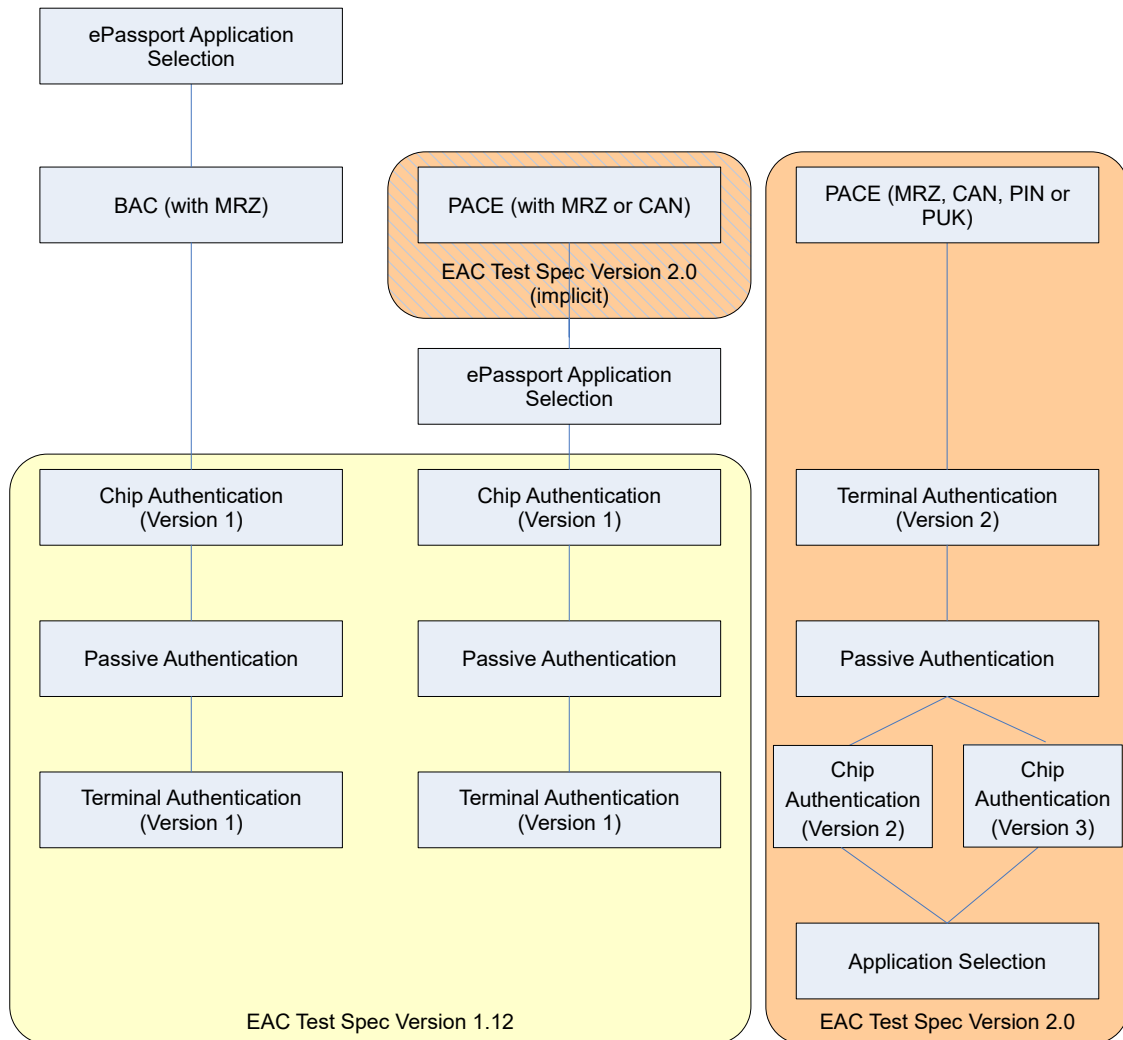 ePassport Application
Selection
BAC (with MRZ)
PACE (with MRZ or CAN)
PACE (MRZ, CAN, PIN or
PUK)
EAC Test Spec Version 2.0
(implicit)
ePassport Application
Selection
Chip Authentication
(Version 1)
Chip Authentication
(Version 1)
Terminal Authentication
(Version 2)
Passive Authentication
Passive Authentication
Passive Authentication
Terminal Authentication
(Version 1)
Terminal Authentication
(Version 1)
Chip
Authentication
(Version 2)
Chip
Authentication
(Version 3)
Application Selection
EAC Test Spec Version 1.12
EAC Test Spec Version 2.0